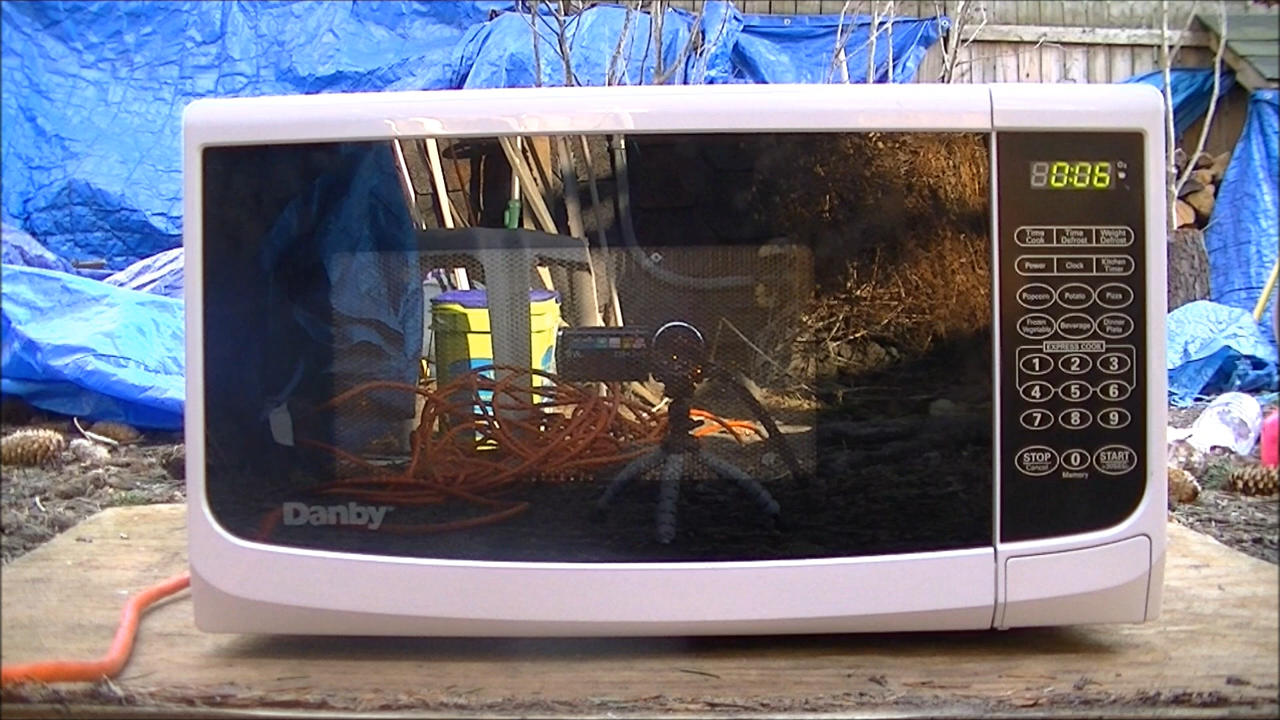 0:06
Time Cook Time Defrost Weight Defrost
Power Clock Kitchen Timer
Popcorn Potato Pizza
Frozen Vegetable Beverage Dinner Plate
EXPRESS COOK
1 2 3
4 5 6
7 8 9
STOP Cancel 0 Memory START +30SEC.
Danby